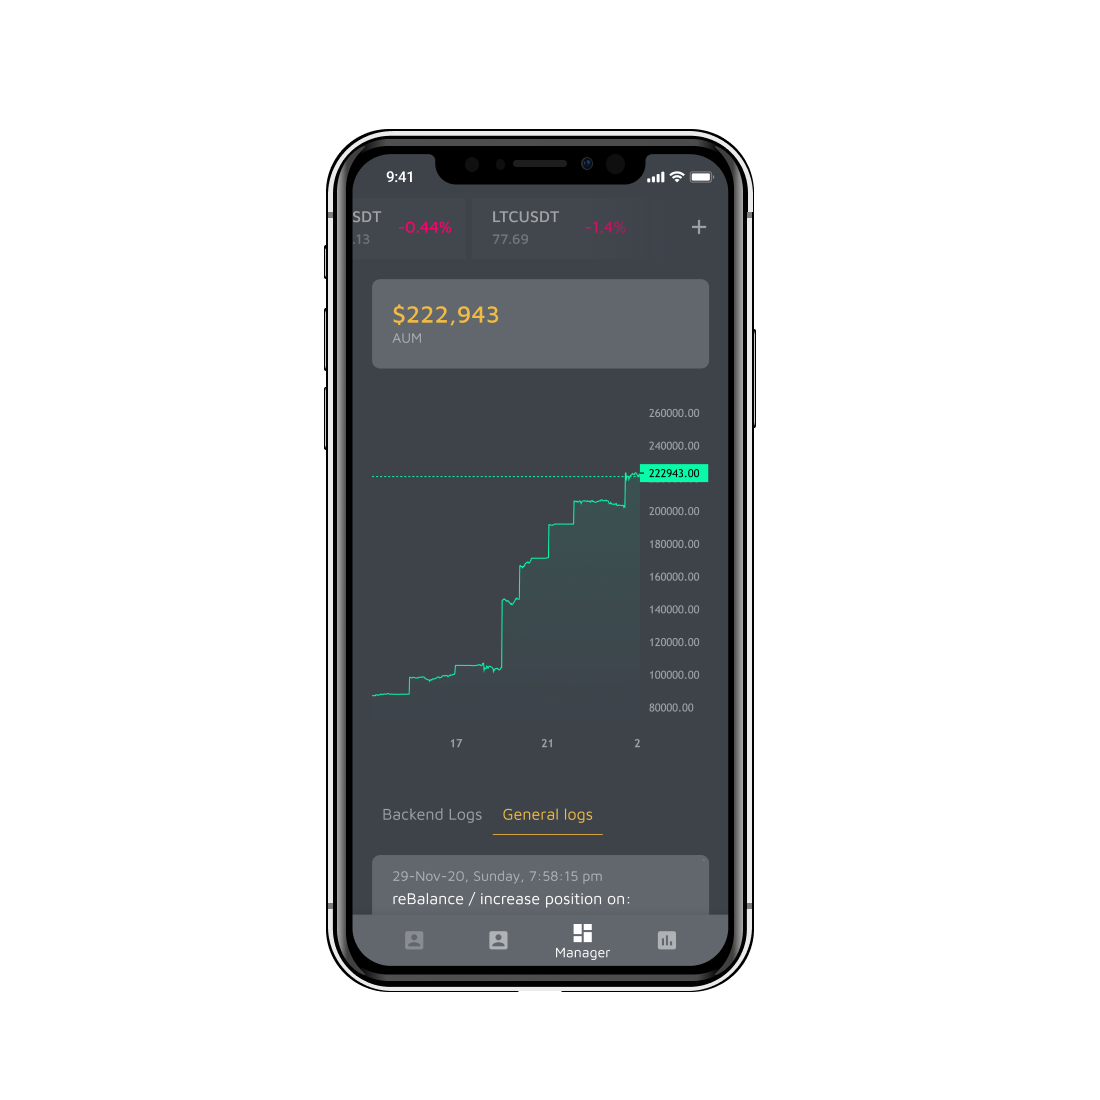 9:41
SDT
-0.44%
.13
LTCUSDT
-1.4%
77.69
+
$222,943
AUM
260000.00
240000.00
222943.00
200000.00
180000.00
160000.00
140000.00
120000.00
100000.00
80000.00
17 21 2
Backend Logs General logs
29-Nov-20, Sunday, 7:58:15 pm
reBalance / increase position on:
Manager